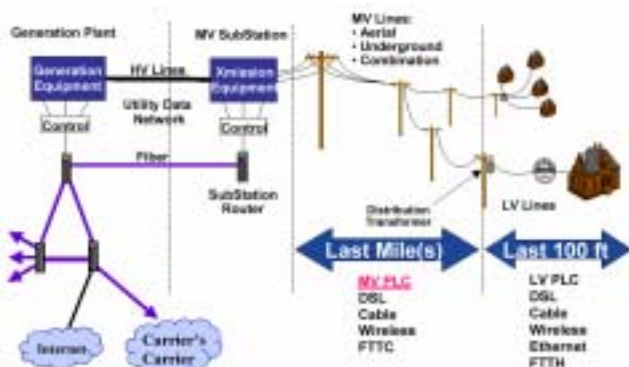 Generation Plant
MV SubStation
MV Lines:
• Aerial
• Underground
• Combination
Generation
Equipment
HV Lines
Xmission
Equipment
Utility Data
Network
Control
Control
Fiber
SubStation
Router
Distribution
Transformer
LV Lines
Last Mile(s)
Last 100 ft
MV PLC
DSL
Cable
Wireless
FTTC
LV PLC
DSL
Cable
Wireless
Ethernet
FTTH
Internet
Carrier's
Carrier